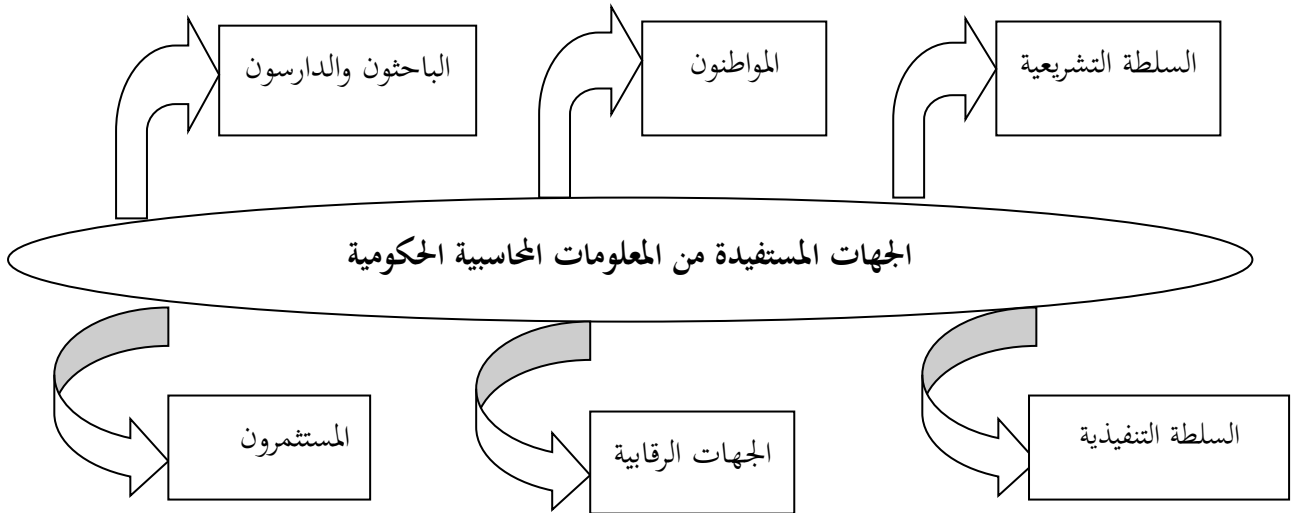 السلطة التشريعية
المواطنون
الباحثون والدارسون
الجهات المستفيدة من المعلومات المحاسبية الحكومية
السلطة التنفيذية
الجهات الرقابية
المستثمرون